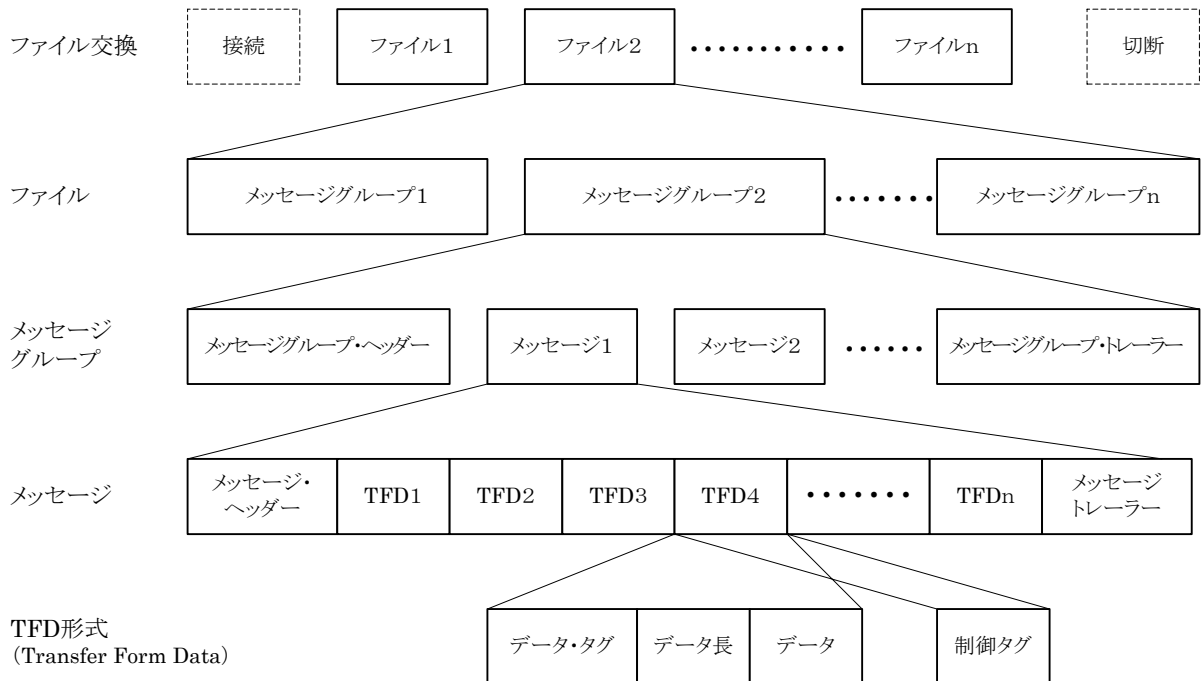 ファイル交換 接続 ファイル1 ファイル2 ・・・・・・・・・・・ ファイルn 切断
ファイル メッセージグループ1 メッセージグループ2 ・・・・・・・ メッセージグループn
メッセージ
グループ
メッセージグループ・ヘッダー メッセージ1 メッセージ2 ・・・・・・ メッセージグループ・トレーラー
メッセージ
メッセージ・
ヘッダー
TFD1 TFD2 TFD3 TFD4 ・・・・・・・ TFDn
メッセージ
トレーラー
TFD形式
(Transfer Form Data)
データ・タグ データ長 データ 制御タグ